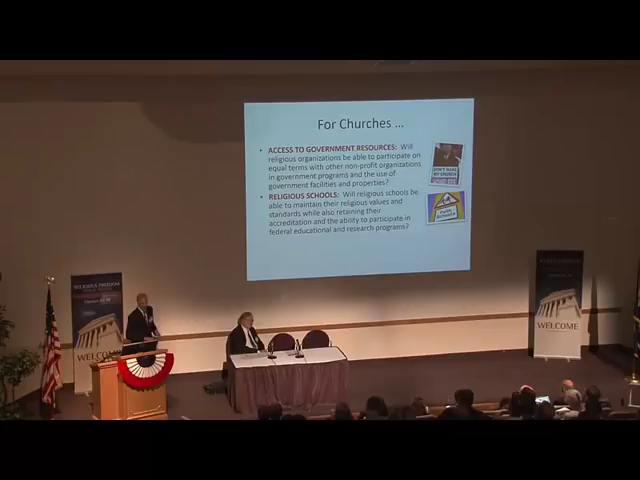 For Churches ...
• ACCESS TO GOVERNMENT RESOURCES: Will
religious organizations be able to participate on
equal terms with other non-profit organizations
in government programs and the use of
government facilities and properties?
• RELIGIOUS SCHOOLS: Will religious schools be
able to maintain their religious values and
standards while also retaining their
accreditation and the ability to participate in
federal educational and research programs?
RELIGIOUS FREEDOM
WELCOME
WELCOME